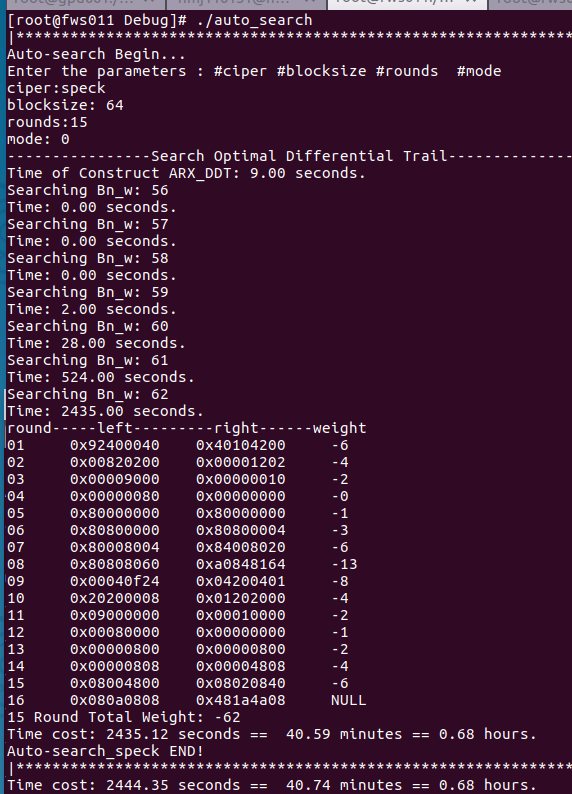 [root@fws011 Debug]# ./auto_search
|***************************************************************
Auto-search Begin...
Enter the parameters : #ciper #blocksize #rounds  #mode
ciper:speck
blocksize: 64
rounds:15
mode: 0
----------------Search Optimal Differential Trail--------------
Time of Construct ARX_DDT: 9.00 seconds.
Searching Bn_w: 56
Time: 0.00 seconds.
Searching Bn_w: 57
Time: 0.00 seconds.
Searching Bn_w: 58
Time: 0.00 seconds.
Searching Bn_w: 59
Time: 2.00 seconds.
Searching Bn_w: 60
Time: 28.00 seconds.
Searching Bn_w: 61
Time: 524.00 seconds.
Searching Bn_w: 62
Time: 2435.00 seconds.
round-----left---------right------weight
01     0x92400040    0x40104200     -6
02     0x00820200    0x00001202     -4
03     0x00009000    0x00000010     -2
04     0x00000080    0x00000000     -0
05     0x80000000    0x80000000     -1
06     0x80800000    0x80800004     -3
07     0x80008004    0x84008020     -6
08     0x80808060    0xa0848164     -13
09     0x00040f24    0x04200401     -8
10     0x20200008    0x01202000     -4
11     0x09000000    0x00010000     -2
12     0x00080000    0x00000000     -1
13     0x00000800    0x00000800     -2
14     0x00000808    0x00004808     -4
15     0x08004800    0x08020840     -6
16     0x080a0808    0x481a4a08     NULL
15 Round Total Weight: -62
Time cost: 2435.12 seconds ==  40.59 minutes == 0.68 hours.
Auto-search_speck END!
|***************************************************************
Time cost: 2444.35 seconds ==  40.74 minutes == 0.68 hours.